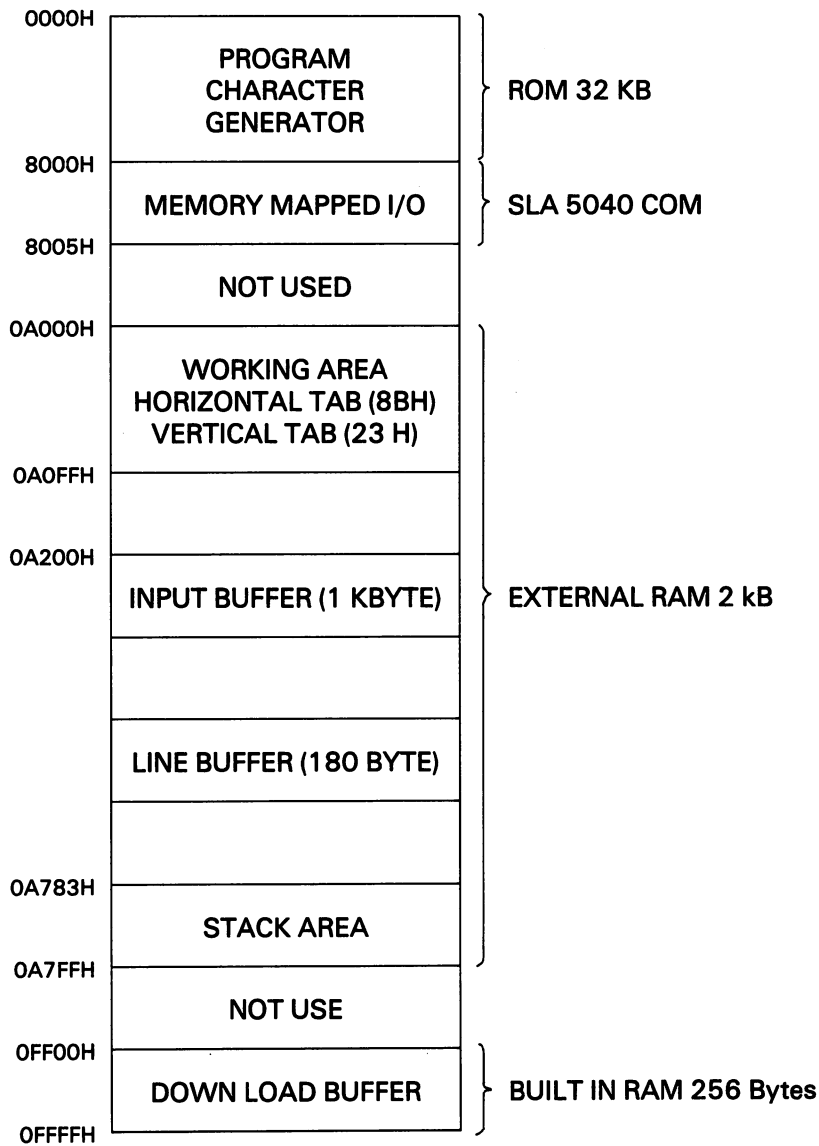 0000H
PROGRAM
CHARACTER
GENERATOR
ROM 32 KB
8000H
MEMORY MAPPED I/O
SLA 5040 COM
8005H
NOT USED
0A000H
WORKING AREA
HORIZONTAL TAB (8BH)
VERTICAL TAB (23 H)
0A0FFH
0A200H
INPUT BUFFER (1 KBYTE)
EXTERNAL RAM 2 kB
LINE BUFFER (180 BYTE)
0A783H
STACK AREA
0A7FFH
NOT USE
0FF00H
DOWN LOAD BUFFER
BUILT IN RAM 256 Bytes
0FFFFH